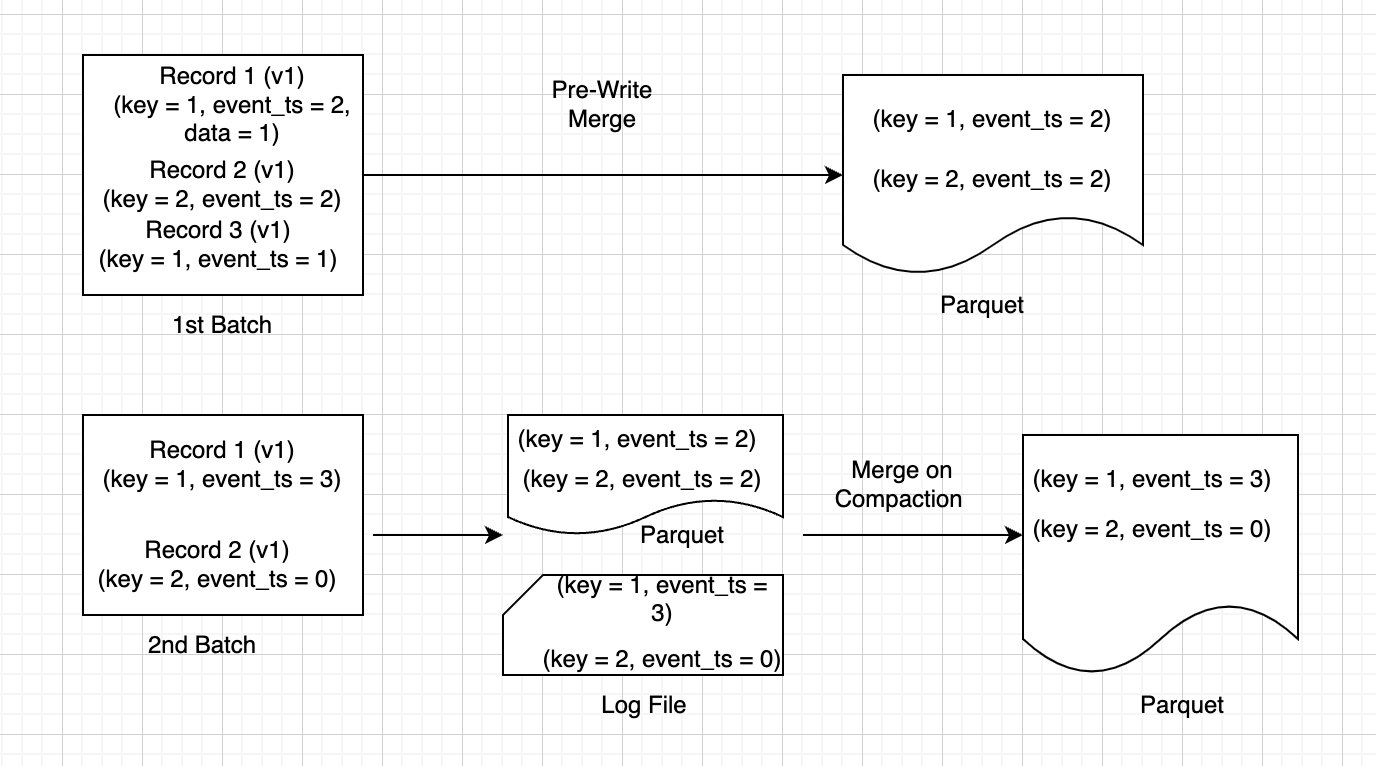 Record 1 (v1)
(key = 1, event_ts = 2,
data = 1)
Record 2 (v1)
(key = 2, event_ts = 2)
Record 3 (v1)
(key = 1, event_ts = 1)
1st Batch
Pre-Write
Merge
(key = 1, event_ts = 2)
(key = 2, event_ts = 2)
Parquet
Record 1 (v1)
(key = 1, event_ts = 3)
Record 2 (v1)
(key = 2, event_ts = 0)
2nd Batch
(key = 1, event_ts = 2)
(key = 2, event_ts = 2)
Parquet
(key = 1, event_ts =
3)
(key = 2, event_ts = 0)
Log File
Merge on
Compaction
(key = 1, event_ts = 3)
(key = 2, event_ts = 0)
Parquet